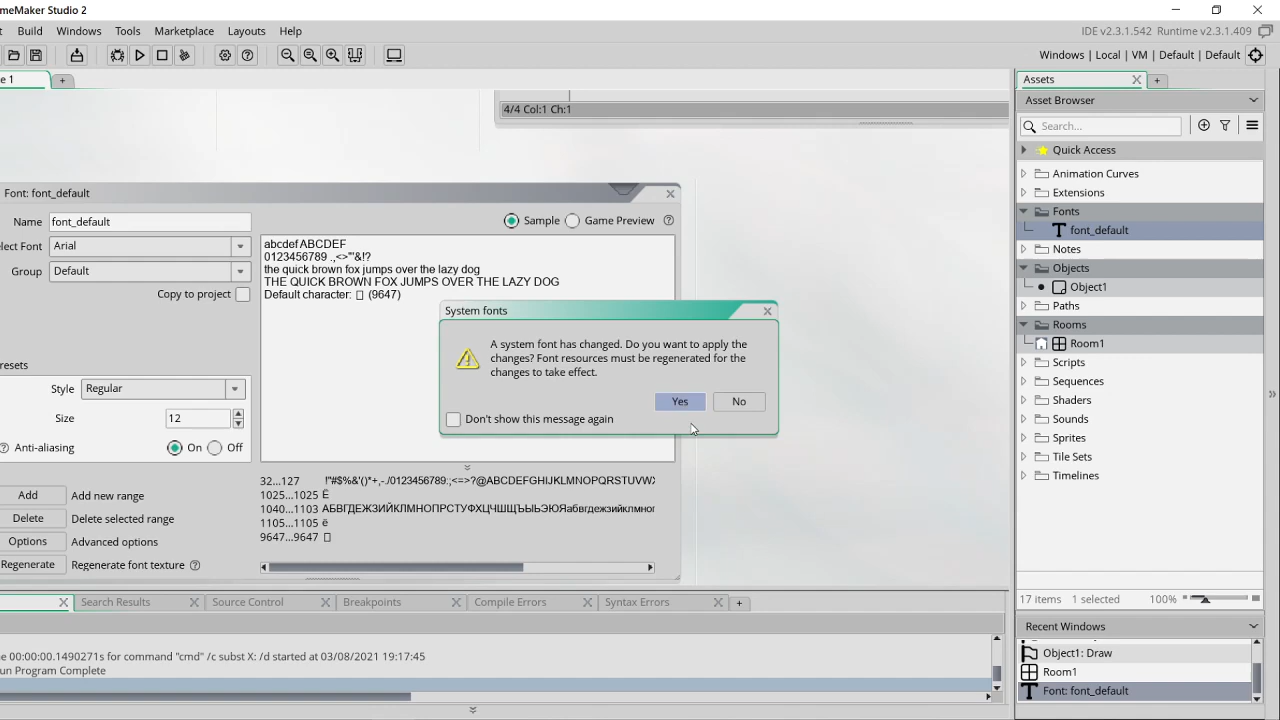 meMaker Studio 2
Build Windows Tools Marketplace Layouts Help
IDE v2.3.1.542 Runtime v2.3.1.409
Windows | Local | VM | Default | Default
e 1
+
4/4 Col:1 Ch:1
Assets
+
Asset Browser
Search...
Quick Access
Animation Curves
Extensions
Fonts
font_default
Notes
Objects
Object1
Paths
Rooms
Room1
Scripts
Sequences
Shaders
Sounds
Sprites
Tile Sets
Timelines
17 items 1 selected 100%
Recent Windows
Object1: Draw
Room1
Font: font_default
Font: font_default
Name font_default
elect Font Arial
Group Default
Copy to project
resets
Style Regular
Size 12
Anti-aliasing On Off
Add Add new range
Delete Delete selected range
Options Advanced options
Regenerate Regenerate font texture
Sample Game Preview
abcdef ABCDEF
0123456789 .,<>"'&!?
the quick brown fox jumps over the lazy dog
THE QUICK BROWN FOX JUMPS OVER THE LAZY DOG
Default character: ▯ (9647)
32...127 !"#$%&'()*+,-./0123456789:;<=>?@ABCDEFGHIJKLMNOPQRSTUVWX
1025...1025 Ё
1040...1103 АБВГДЕЖЗИЙКЛМНОПРСТУФХЦЧШЩЪЫЬЭЮЯабвгдежзийклмног
1105...1105 ё
9647...9647 ▯
System fonts
A system font has changed. Do you want to apply the
changes? Font resources must be regenerated for the
changes to take effect.
Yes No
Don't show this message again
Search Results Source Control Breakpoints Compile Errors Syntax Errors +
e 00:00:00.1490271s for command "cmd" /c subst X: /d started at 03/08/2021 19:17:45
un Program Complete